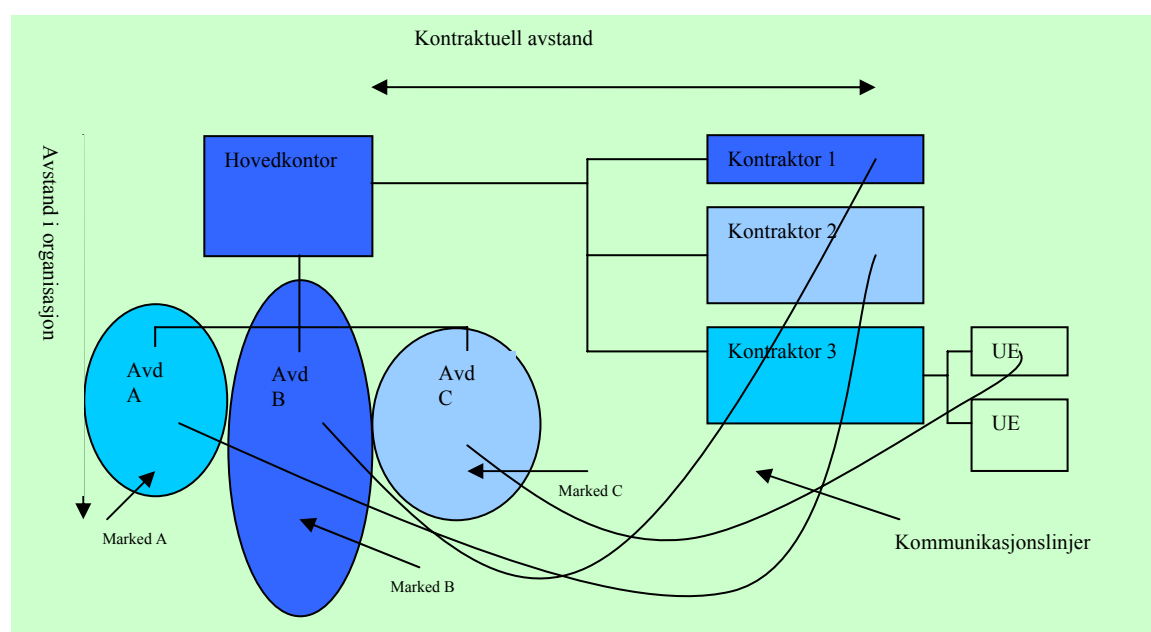 Kontraktuell avstand
Avstand i organisasjon
Hovedkontor
Kontraktor 1
Kontraktor 2
Kontraktor 3
UE
UE
Avd
A
Avd
B
Avd
C
Marked A
Marked B
Marked C
Kommunikasjonslinjer